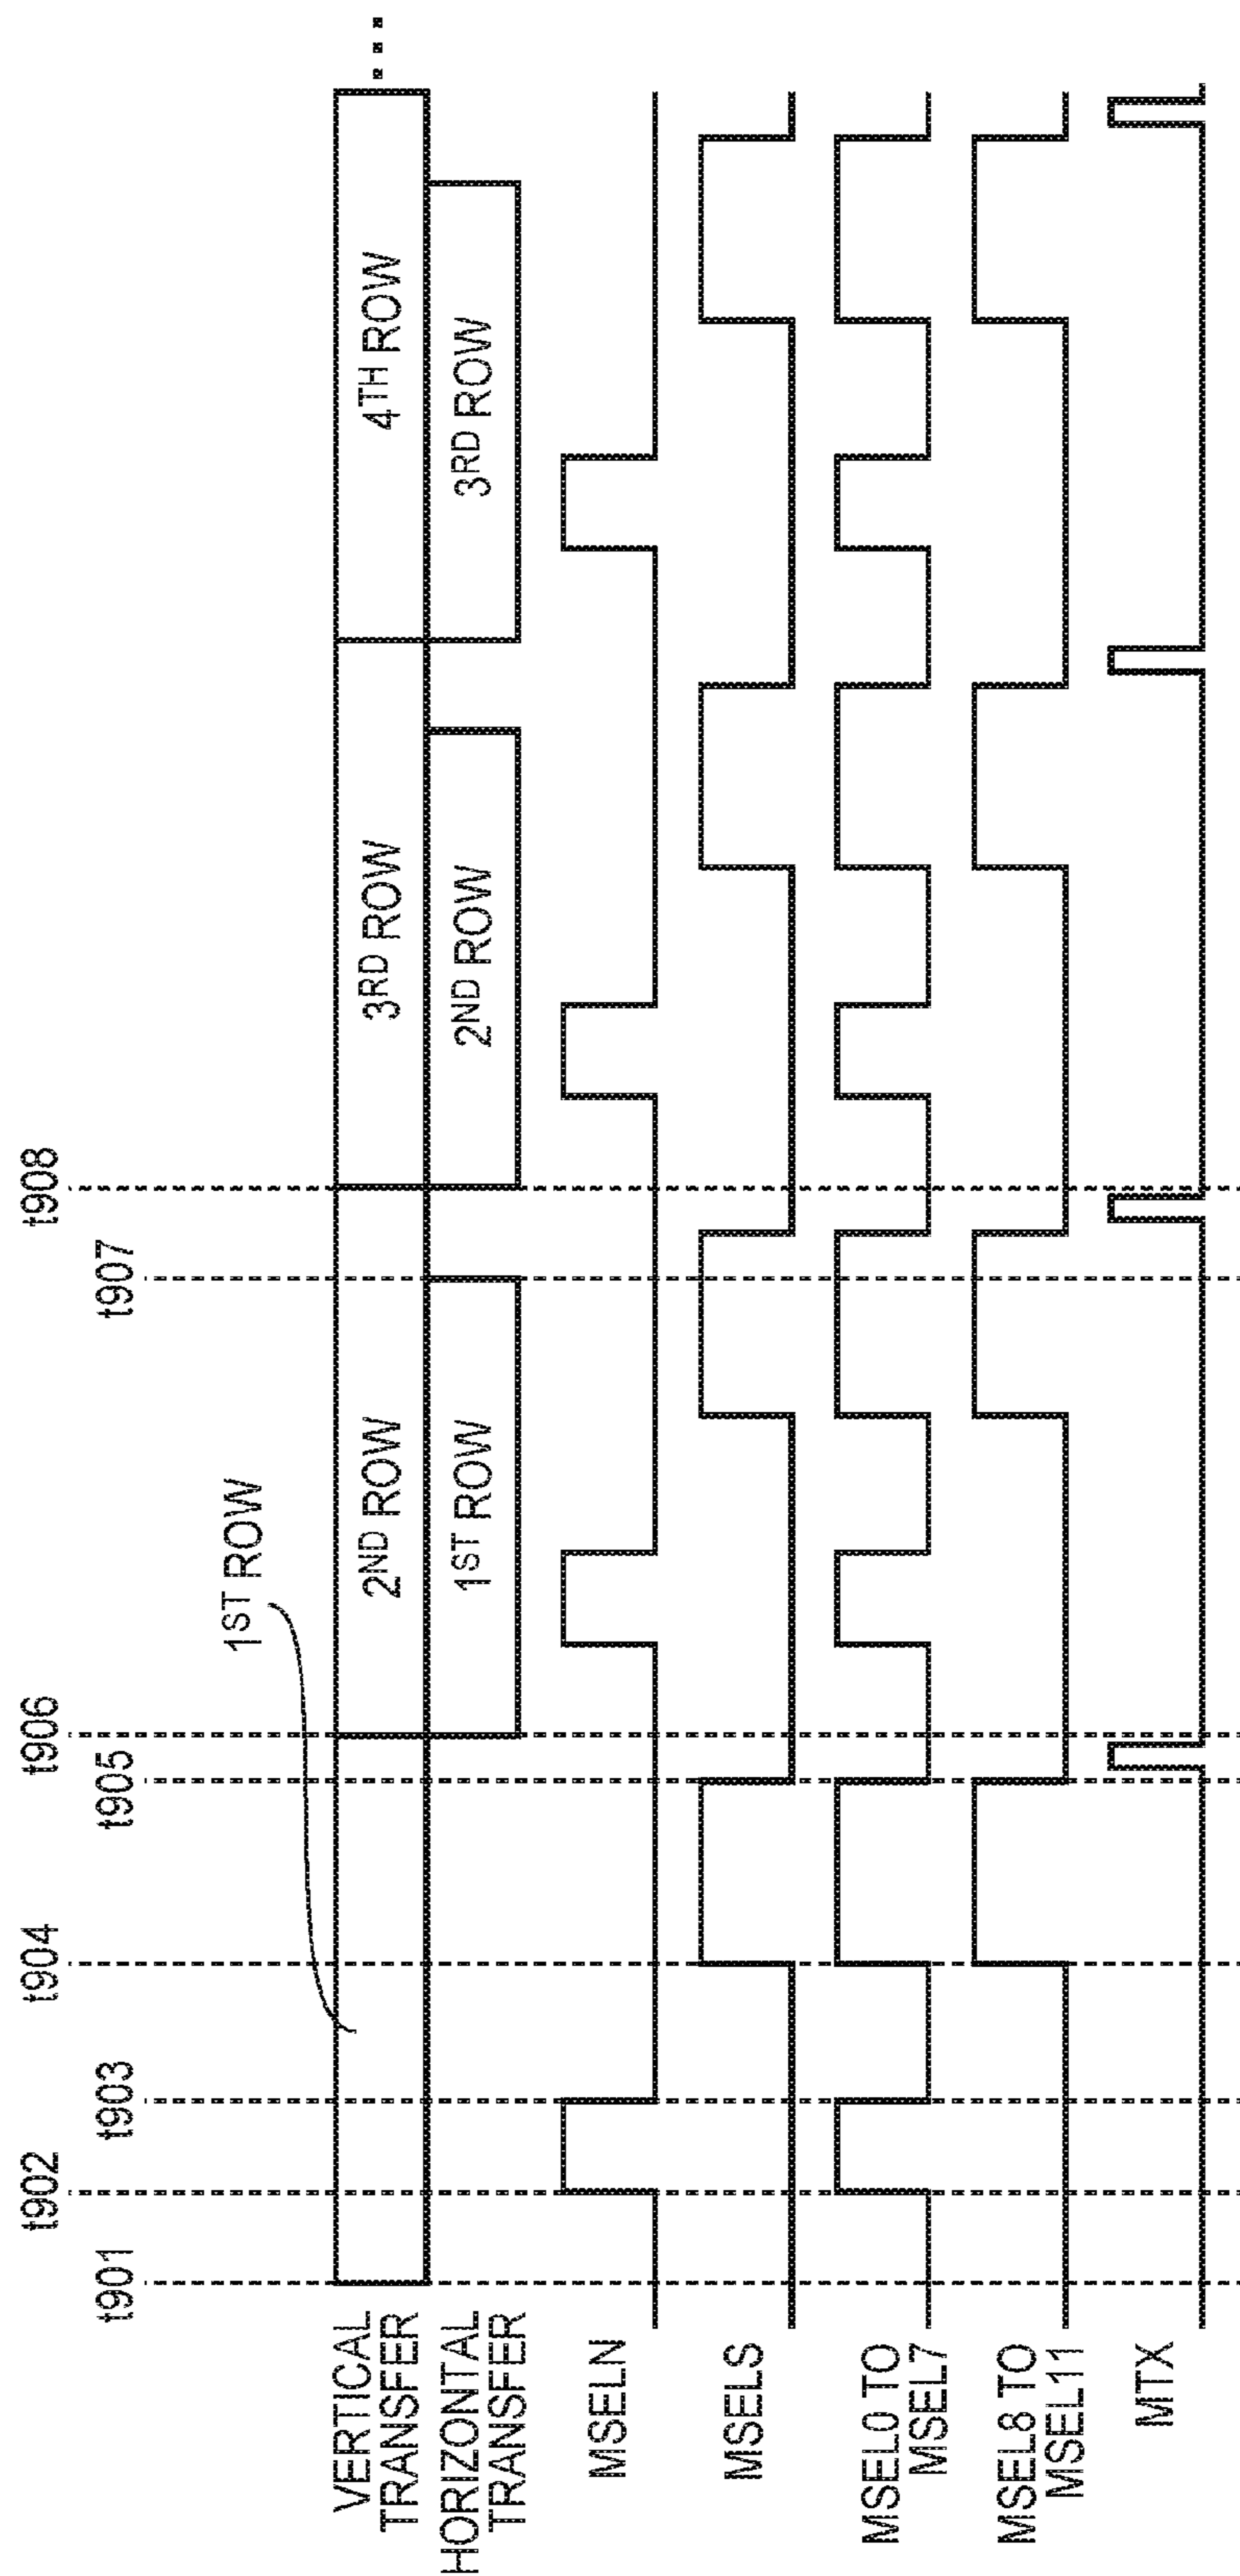 t901
t902
t903
t904
t905
t906
t907
t908
1ST ROW
VERTICAL
TRANSFER
2ND ROW
3RD ROW
4TH ROW
HORIZONTAL
TRANSFER
1ST ROW
2ND ROW
3RD ROW
MSELN
MSELS
MSEL0 TO
MSEL7
MSEL8 TO
MSEL11
MTX